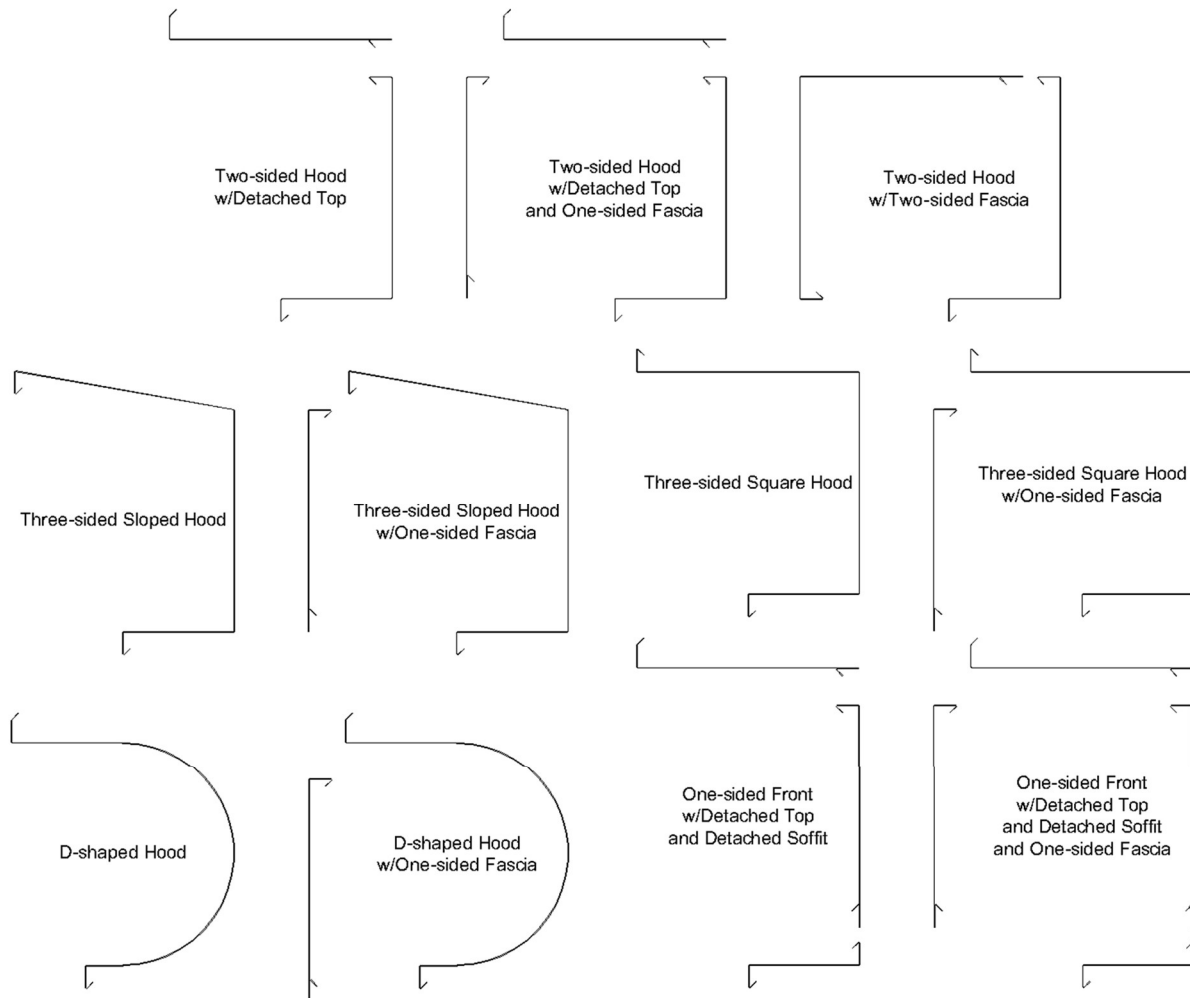 Two-sided Hood
w/Detached Top
Two-sided Hood
w/Detached Top
and One-sided Fascia
Two-sided Hood
w/Two-sided Fascia
Three-sided Sloped Hood
Three-sided Sloped Hood
w/One-sided Fascia
Three-sided Square Hood
Three-sided Square Hood
w/One-sided Fascia
D-shaped Hood
D-shaped Hood
w/One-sided Fascia
One-sided Front
w/Detached Top
and Detached Soffit
One-sided Front
w/Detached Top
and Detached Soffit
and One-sided Fascia